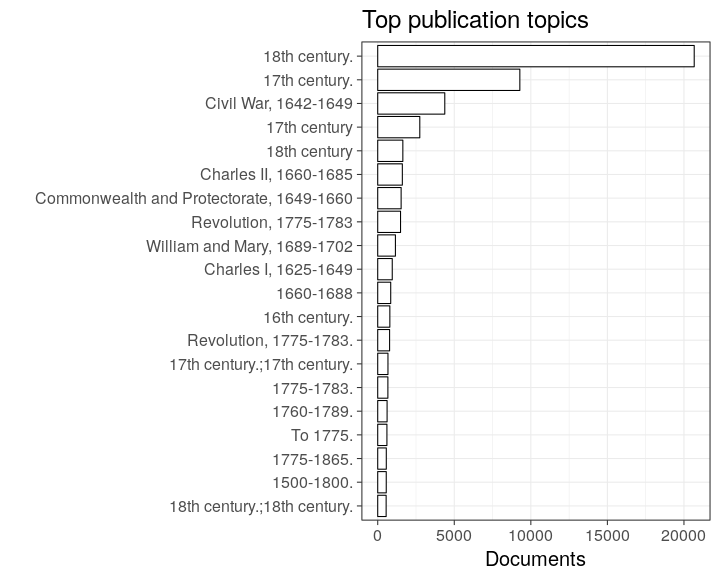 Top publication topics
18th century.
17th century.
Civil War, 1642-1649
17th century
18th century
Charles II, 1660-1685
Commonwealth and Protectorate, 1649-1660
Revolution, 1775-1783
William and Mary, 1689-1702
Charles I, 1625-1649
1660-1688
16th century.
Revolution, 1775-1783.
17th century.;17th century.
1775-1783.
1760-1789.
To 1775.
1775-1865.
1500-1800.
18th century.;18th century.
0 5000 10000 15000 20000
Documents